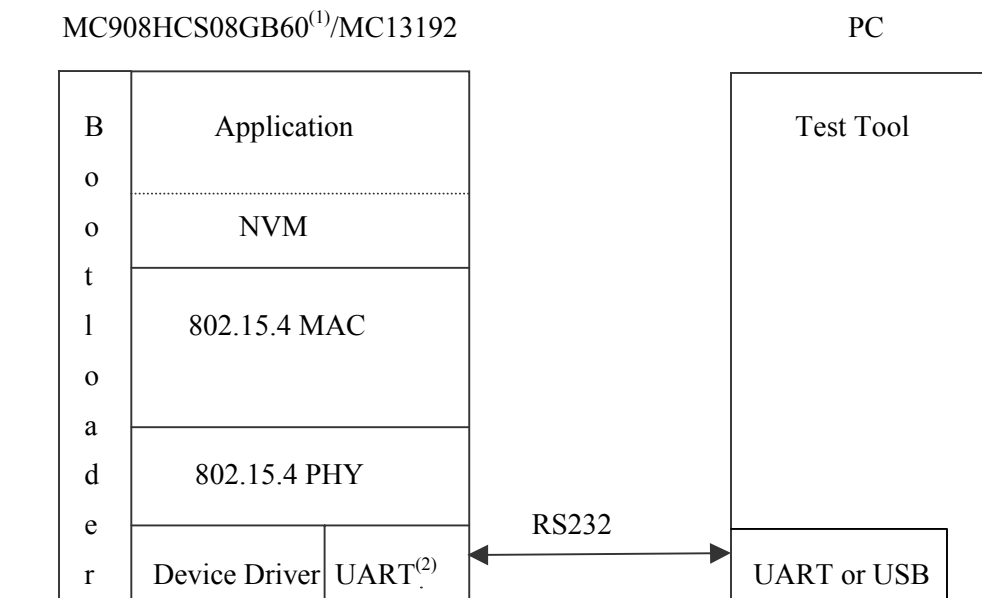 MC908HCS08GB60(1)/MC13192
PC
Bootloader
Application
NVM
802.15.4 MAC
802.15.4 PHY
Device Driver
UART(2)
RS232
Test Tool
UART or USB